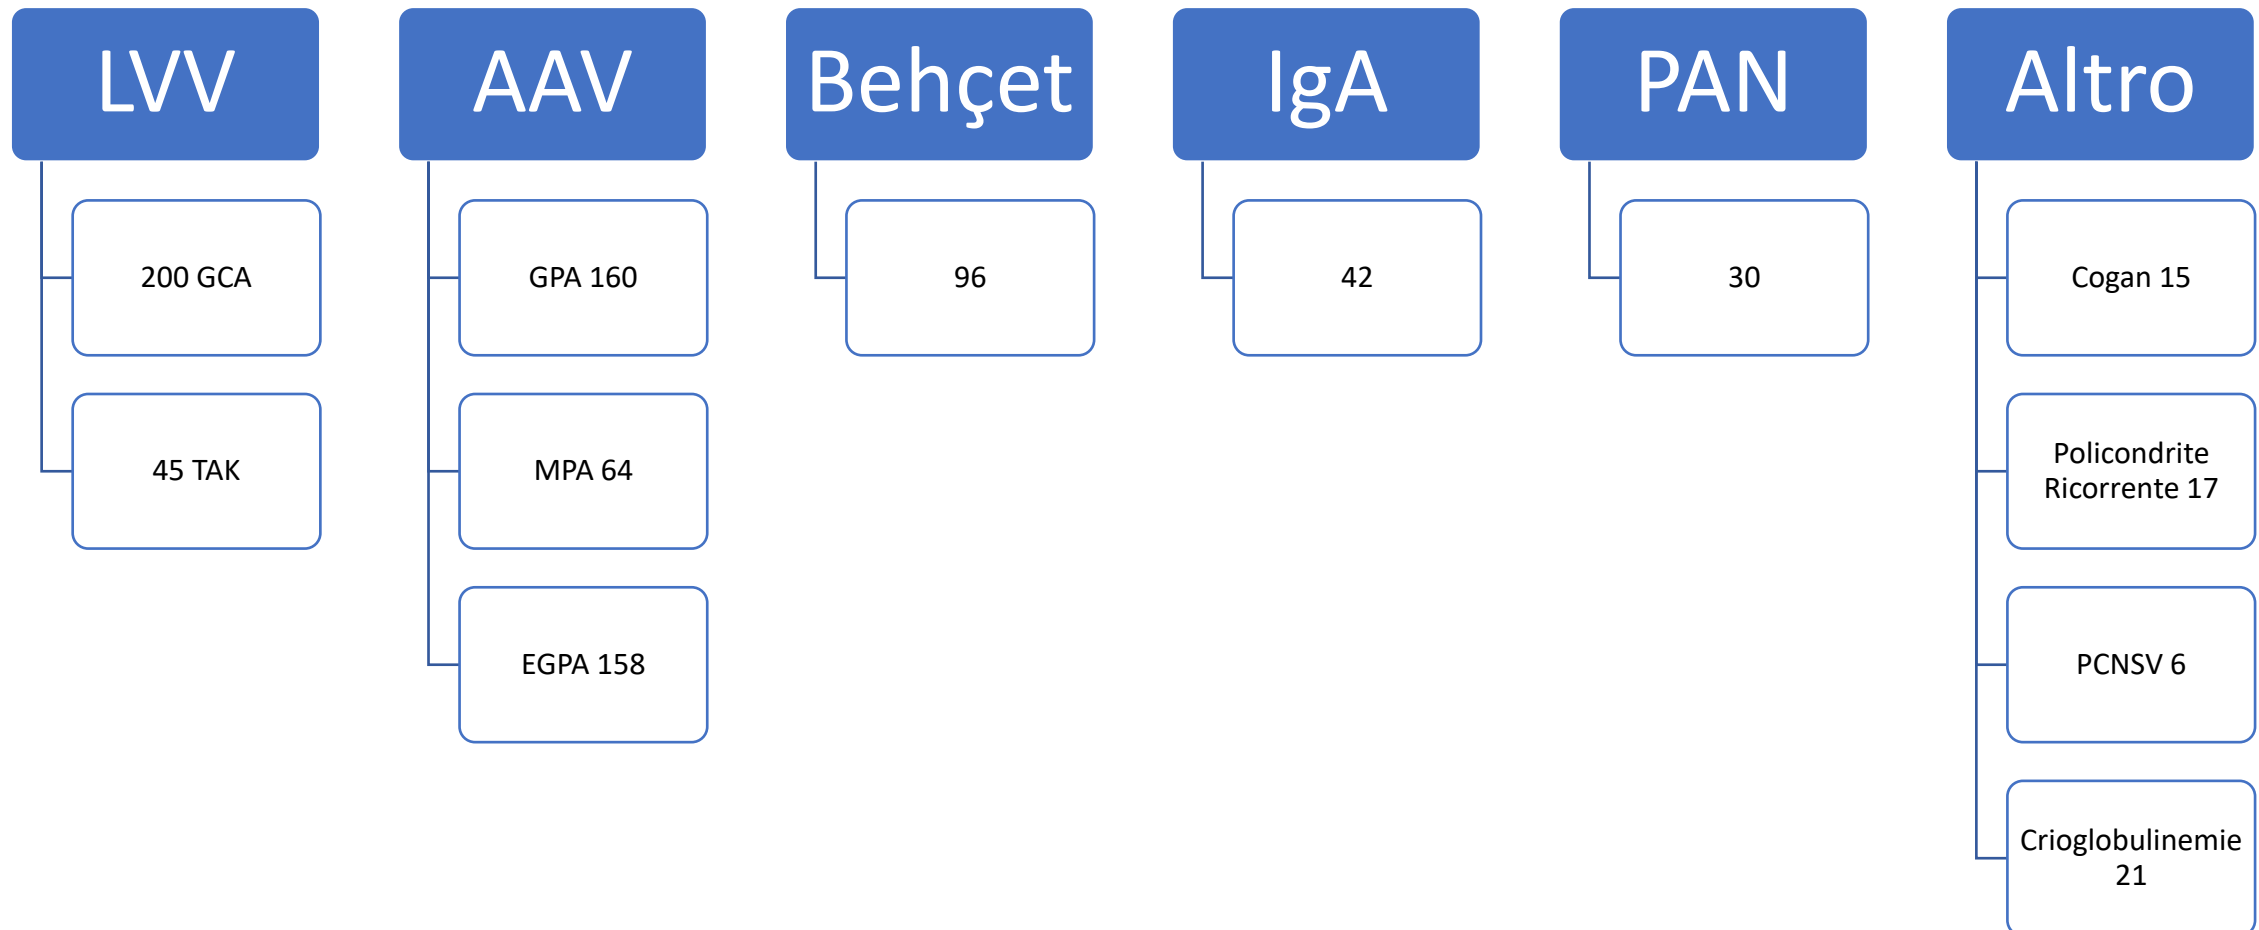 LVV
200 GCA
45 TAK
AAV
GPA 160
MPA 64
EGPA 158
Behçet
96
IgA
42
PAN
30
Altro
Cogan 15
Policondrite
Ricorrente 17
PCNSV 6
Crioglobulinemie
21